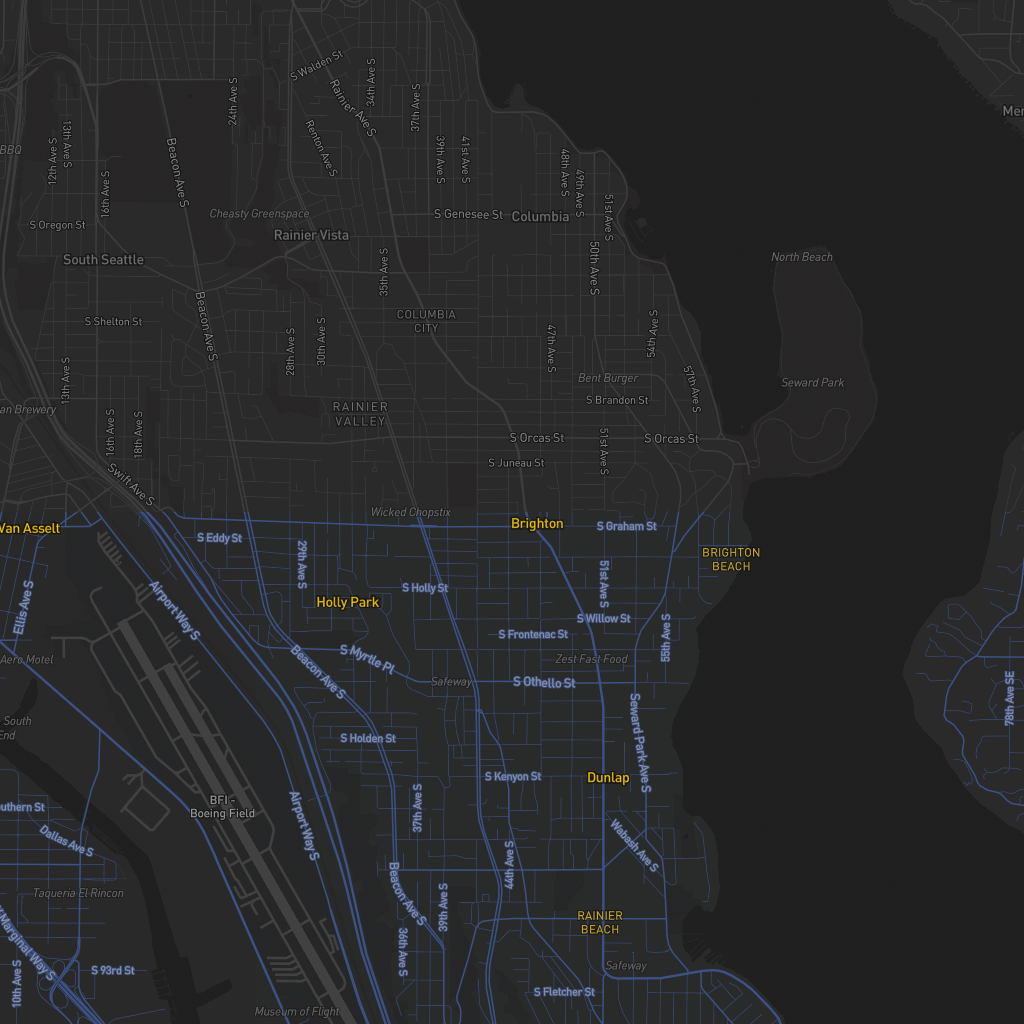 S Walden St
34th Ave S
24th Ave S
Rainier Ave S
37th Ave S
13th Ave S
12th Ave S
BBQ
Renton Ave S
39th Ave S
41st Ave S
48th Ave S
49th Ave S
51st Ave S
Beacon Ave S
16th Ave S
Cheasty Greenspace
S Genesee St
Columbia
S Oregon St
Rainier Vista
South Seattle
35th Ave S
50th Ave S
North Beach
S Shelton St
Beacon Ave S
COLUMBIA
CITY
28th Ave S
30th Ave S
47th Ave S
54th Ave S
13th Ave S
Bent Burger
57th Ave S
Seward Park
S Brandon St
an Brewery
RAINIER
VALLEY
16th Ave S
18th Ave S
S Orcas St
S Orcas St
51st Ave S
S Juneau St
Swift Ave S
Wicked Chopstix
Van Asselt
Brighton
S Graham St
S Eddy St
29th Ave S
BRIGHTON
BEACH
S Holly St
51st Ave S
Ellis Ave S
Airport Way S
Holly Park
S Willow St
S Frontenac St
55th Ave S
Aero Motel
Beacon Ave S
S Myrtle Pl
Zest Fast Food
Safeway
S Othello St
78th Ave SE
South
End
Seward Park Ave S
S Holden St
S Kenyon St
Dunlap
BFI -
Boeing Field
uthern St
37th Ave S
Airport Way S
Dallas Ave S
Wabash Ave S
44th Ave S
Taqueria El Rincon
Beacon Ave S
39th Ave S
RAINIER
BEACH
Marginal Way S
36th Ave S
S 93rd St
10th Ave S
Safeway
S Fletcher St
Museum of Flight
Mer